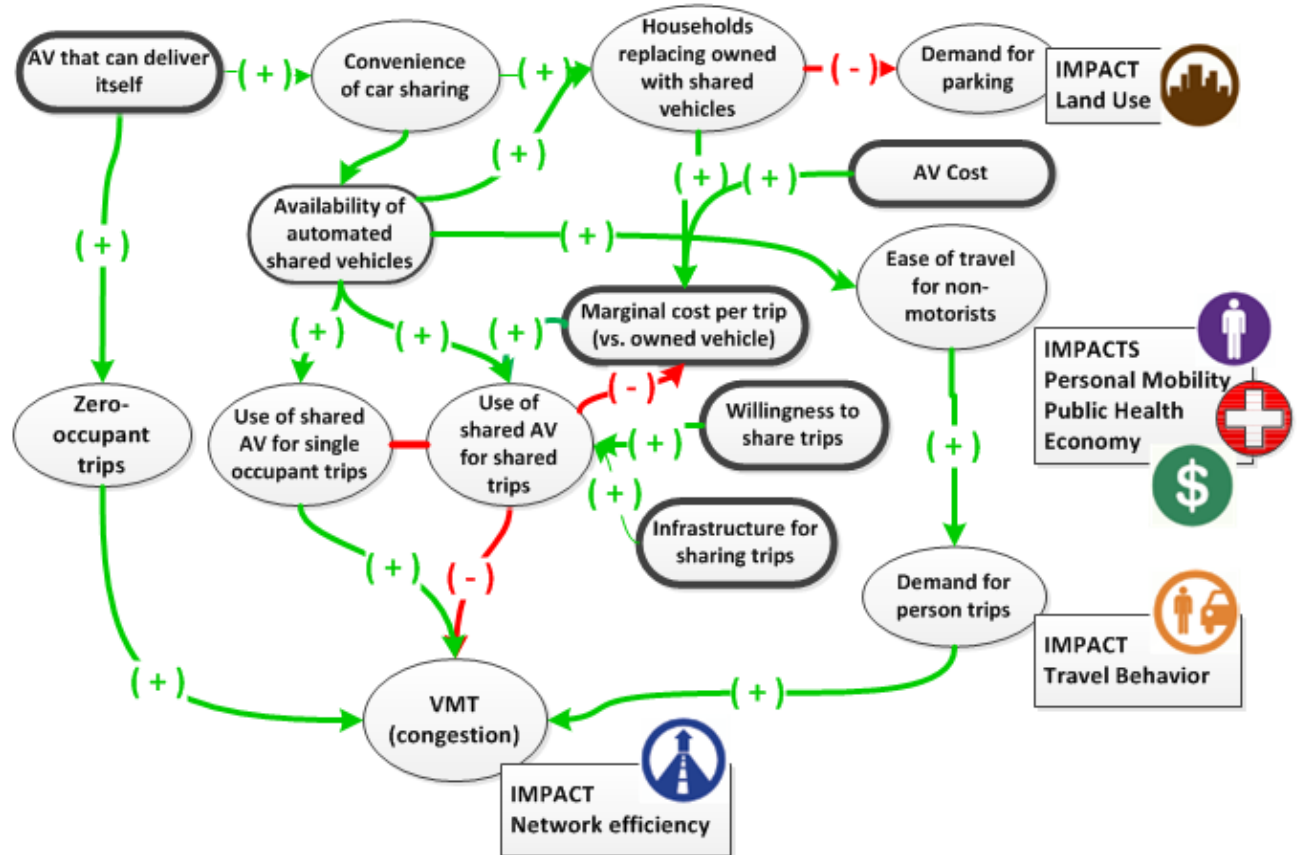 AV that can deliver
itself
( + )
Convenience
of car sharing
( + )
Households
replacing owned
with shared
vehicles
( - )
Demand for
parking
IMPACT
Land Use
( + )
( + )
( + )
AV Cost
( + )
Availability of
automated
shared vehicles
( + )
Ease of travel
for non-
motorists
( + )
( + )
( + )
Marginal cost per trip
(vs. owned vehicle)
( - )
IMPACTS
Personal Mobility
Public Health
Economy
$
Zero-
occupant
trips
Use of shared
AV for single
occupant trips
Use of
shared AV
for shared
trips
( + )
Willingness to
share trips
( + )
( + )
Infrastructure for
sharing trips
( + )
( - )
Demand for
person trips
IMPACT
Travel Behavior
( + )
( + )
VMT
(congestion)
IMPACT
Network efficiency